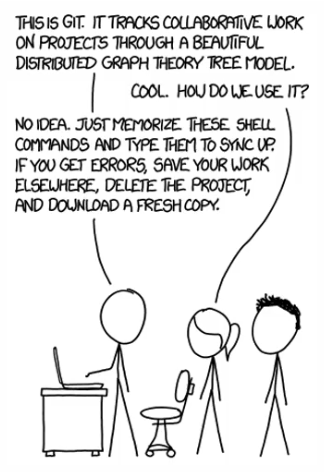 THIS IS GIT. IT TRACKS COLLABORATIVE WORK
ON PROJECTS THROUGH A BEAUTIFUL
DISTRIBUTED GRAPH THEORY TREE MODEL.
COOL. HOW DO WE USE IT?
NO IDEA. JUST MEMORIZE THESE SHELL
COMMANDS AND TYPE THEM TO SYNC UP.
IF YOU GET ERRORS, SAVE YOUR WORK
ELSEWHERE, DELETE THE PROJECT,
AND DOWNLOAD A FRESH COPY.